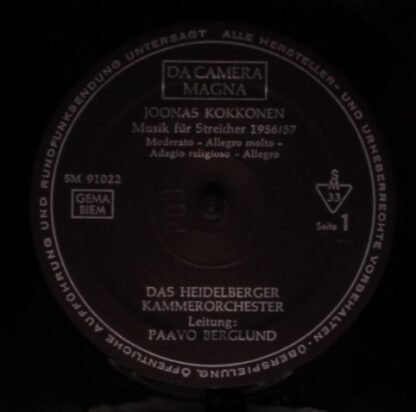 ALLE HERSTELLER- UND URHEBERRECHTE VORBEHALTEN - ÜBERSPIELUNG, ÖFFENTLICHE AUFFÜHRUNG UND RUNDFUNKSENDUNG UNTERSAGT
DA CAMERA
MAGNA
JOONAS KOKKONEN
Musik für Streicher 1956/57
Moderato - Allegro molto -
Adagio religioso - Allegro
SM 91022
GEMA
BIEM
S
M
33
Seite 1
DAS HEIDELBERGER
KAMMERORCHESTER
Leitung:
PAAVO BERGLUND